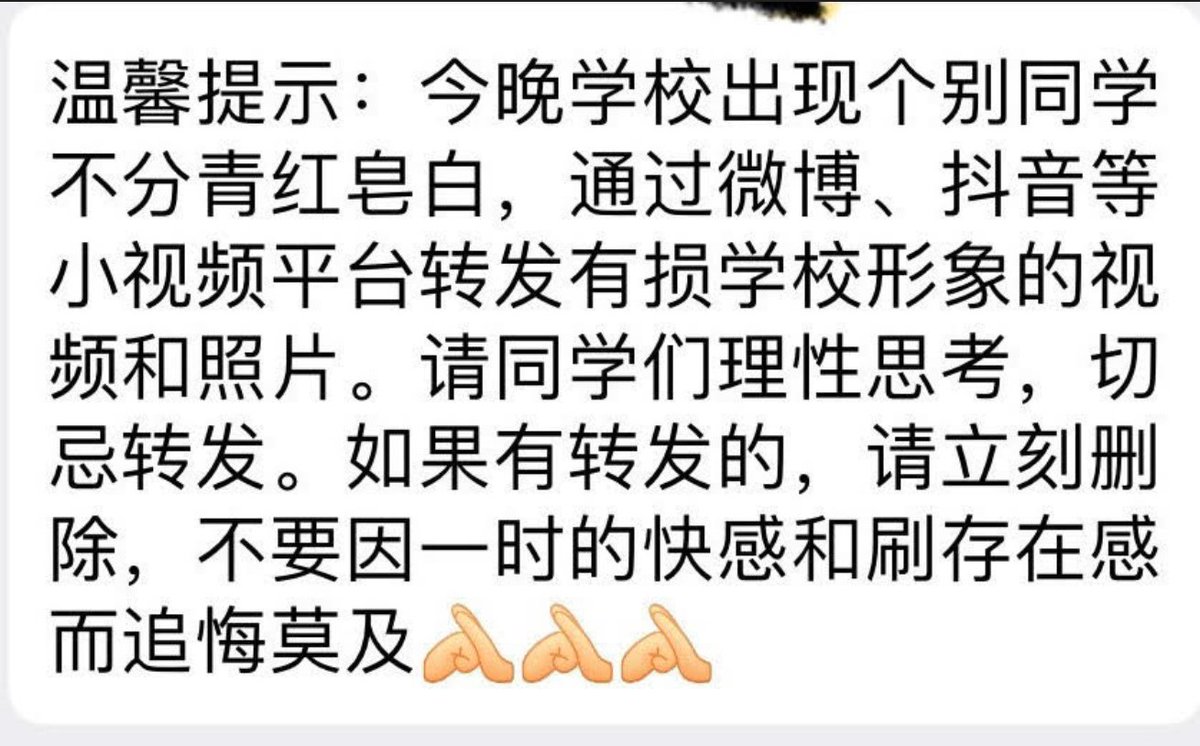 温馨提示：今晚学校出现个别同学
不分青红皂白，通过微博、抖音等
小视频平台转发有损学校形象的视
频和照片。请同学们理性思考，切
忌转发。如果有转发的，请立刻删
除，不要因一时的快感和刷存在感
而追悔莫及